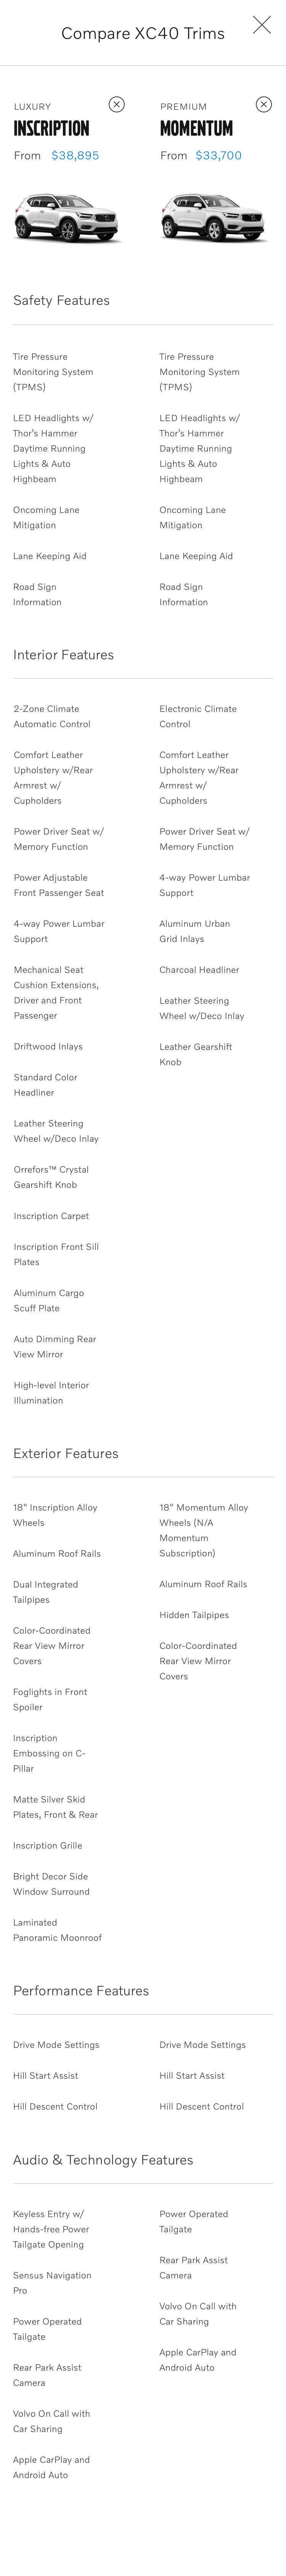 Compare XC40 Trims
LUXURY
INSCRIPTION
From $38,895
PREMIUM
MOMENTUM
From $33,700
Safety Features
Tire Pressure
Monitoring System
(TPMS)
LED Headlights w/
Thor's Hammer
Daytime Running
Lights & Auto
Highbeam
Oncoming Lane
Mitigation
Lane Keeping Aid
Road Sign
Information
Tire Pressure
Monitoring System
(TPMS)
LED Headlights w/
Thor's Hammer
Daytime Running
Lights & Auto
Highbeam
Oncoming Lane
Mitigation
Lane Keeping Aid
Road Sign
Information
Interior Features
2-Zone Climate
Automatic Control
Comfort Leather
Upholstery w/Rear
Armrest w/
Cupholders
Power Driver Seat w/
Memory Function
Power Adjustable
Front Passenger Seat
4-way Power Lumbar
Support
Mechanical Seat
Cushion Extensions,
Driver and Front
Passenger
Driftwood Inlays
Standard Color
Headliner
Leather Steering
Wheel w/Deco Inlay
Orrefors™ Crystal
Gearshift Knob
Inscription Carpet
Inscription Front Sill
Plates
Aluminum Cargo
Scuff Plate
Auto Dimming Rear
View Mirror
High-level Interior
Illumination
Electronic Climate
Control
Comfort Leather
Upholstery w/Rear
Armrest w/
Cupholders
Power Driver Seat w/
Memory Function
4-way Power Lumbar
Support
Aluminum Urban
Grid Inlays
Charcoal Headliner
Leather Steering
Wheel w/Deco Inlay
Leather Gearshift
Knob
Exterior Features
18" Inscription Alloy
Wheels
Aluminum Roof Rails
Dual Integrated
Tailpipes
Color-Coordinated
Rear View Mirror
Covers
Foglights in Front
Spoiler
Inscription
Embossing on C-
Pillar
Matte Silver Skid
Plates, Front & Rear
Inscription Grille
Bright Decor Side
Window Surround
Laminated
Panoramic Moonroof
18" Momentum Alloy
Wheels (N/A
Momentum
Subscription)
Aluminum Roof Rails
Hidden Tailpipes
Color-Coordinated
Rear View Mirror
Covers
Performance Features
Drive Mode Settings
Hill Start Assist
Hill Descent Control
Drive Mode Settings
Hill Start Assist
Hill Descent Control
Audio & Technology Features
Keyless Entry w/
Hands-free Power
Tailgate Opening
Sensus Navigation
Pro
Power Operated
Tailgate
Rear Park Assist
Camera
Volvo On Call with
Car Sharing
Apple CarPlay and
Android Auto
Power Operated
Tailgate
Rear Park Assist
Camera
Volvo On Call with
Car Sharing
Apple CarPlay and
Android Auto